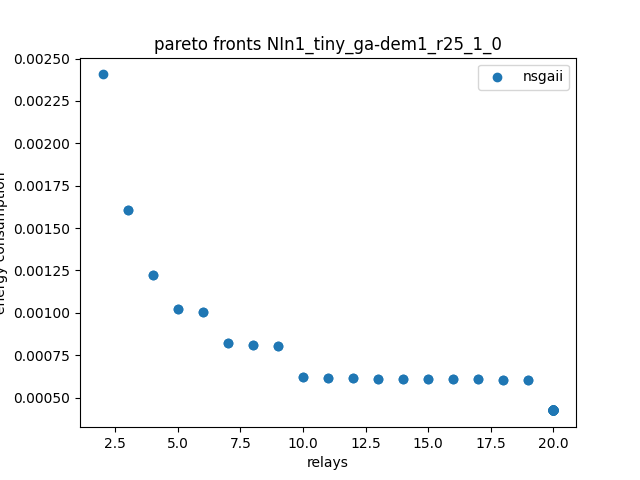 pareto fronts NIn1_tiny_ga-dem1_r25_1_0
nsgaii
0.00250
0.00225
0.00200
0.00175
0.00150
0.00125
0.00100
0.00075
0.00050
energy consumption
2.5 5.0 7.5 10.0 12.5 15.0 17.5 20.0
relays